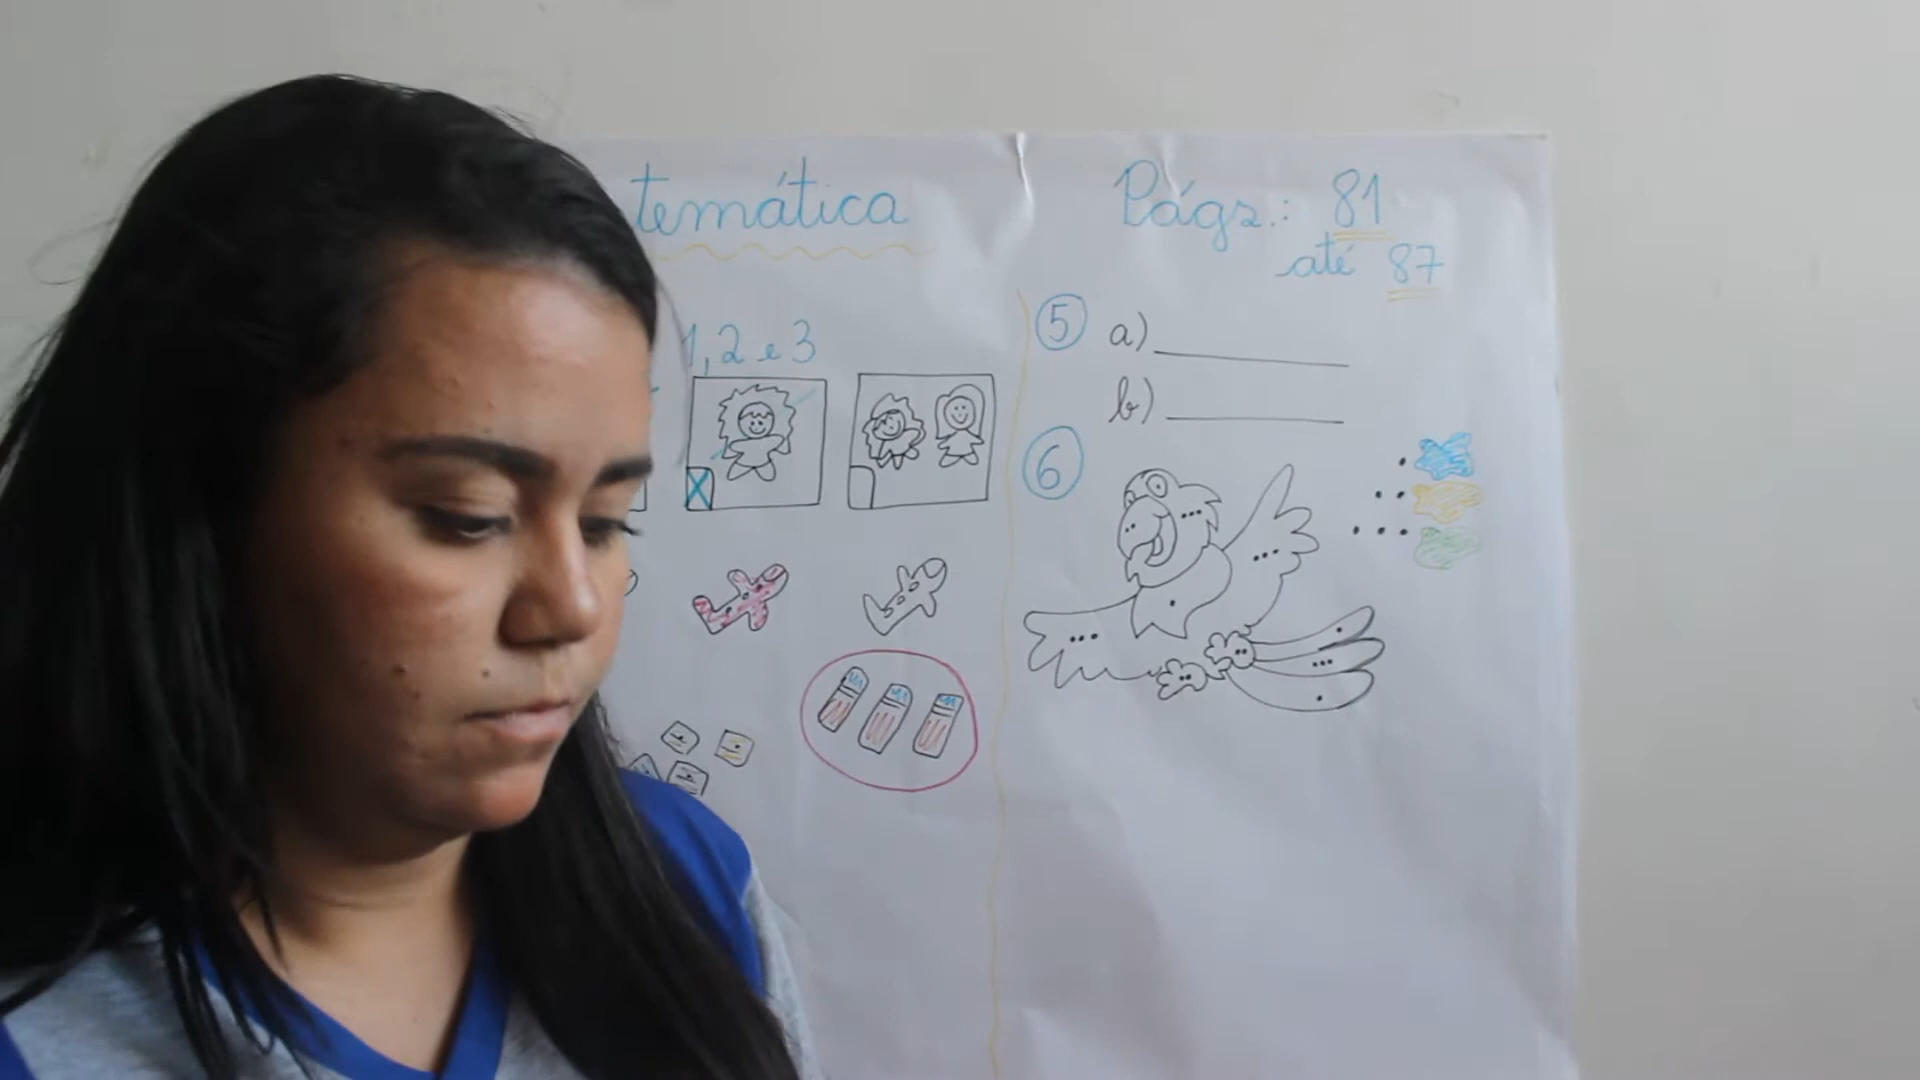 temática
Págs.: 81
até 87
1, 2 e 3
X
5 a)
b)
6